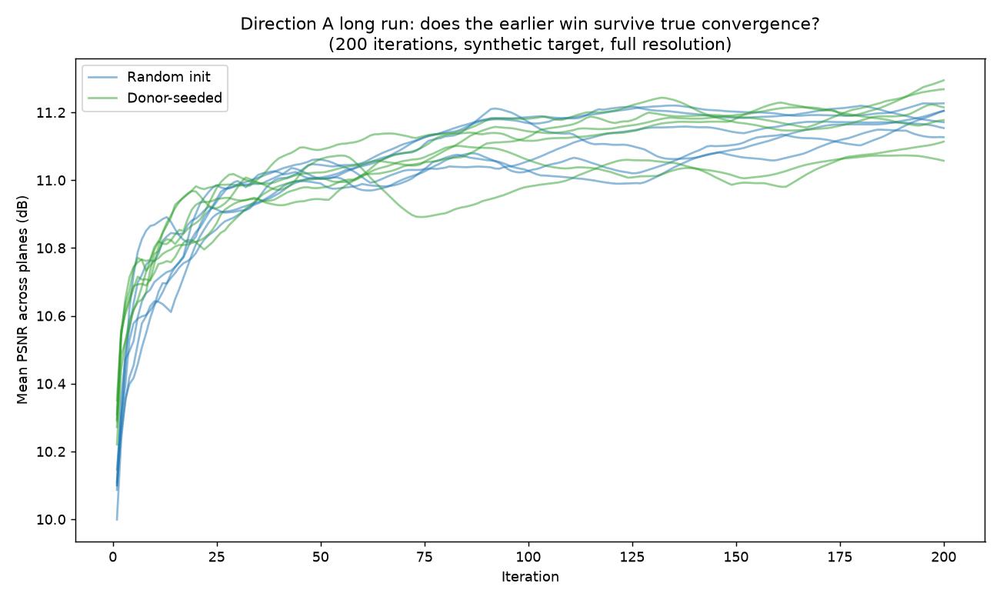 Direction A long run: does the earlier win survive true convergence?
(200 iterations, synthetic target, full resolution)
Random init
Donor-seeded
Mean PSNR across planes (dB)
11.2
11.0
10.8
10.6
10.4
10.2
10.0
0 25 50 75 100 125 150 175 200
Iteration